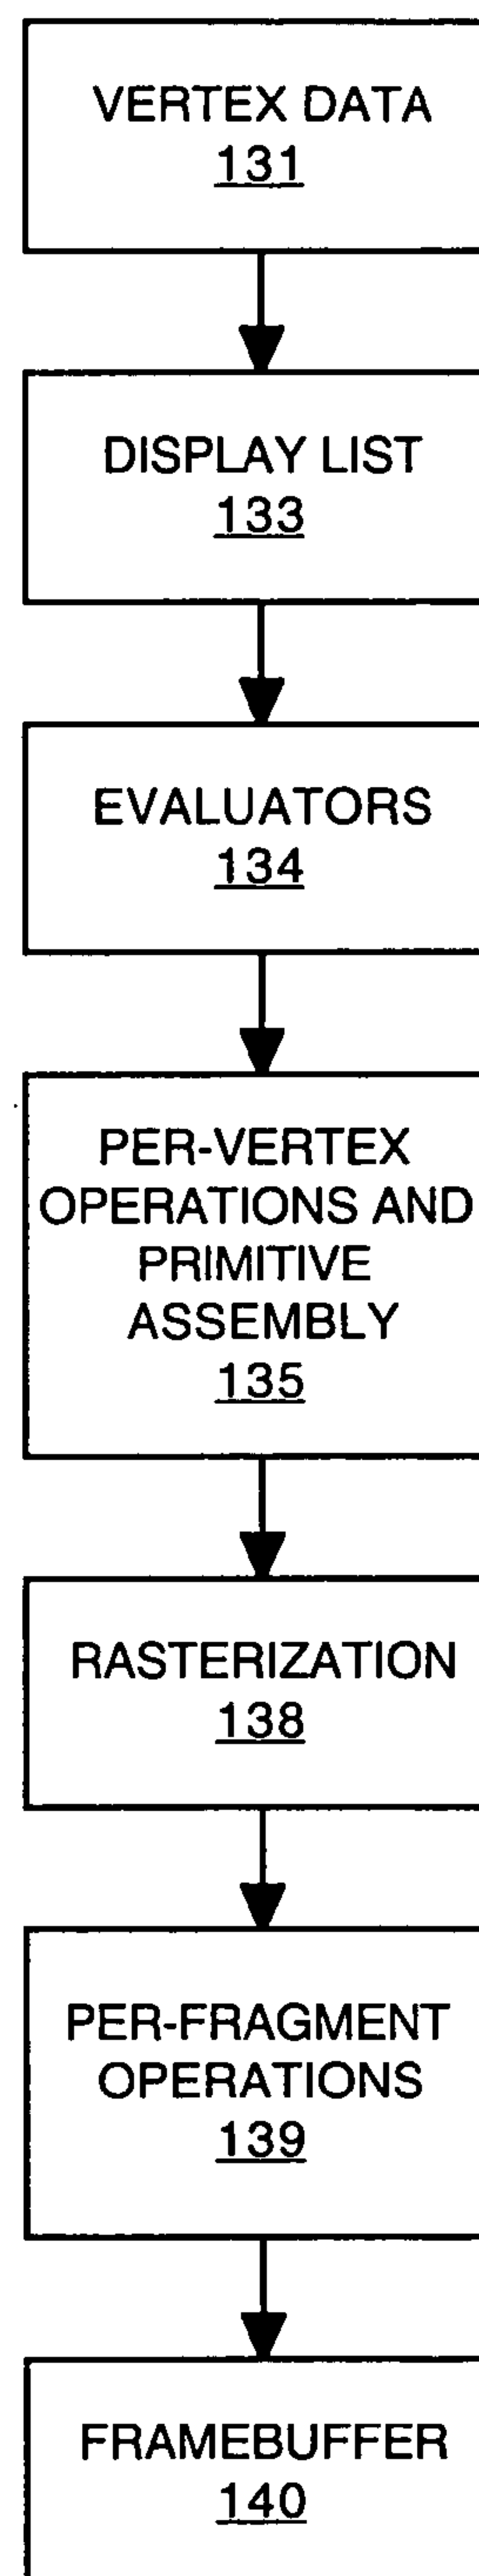 VERTEX DATA
131
DISPLAY LIST
133
EVALUATORS
134
PER-VERTEX
OPERATIONS AND
PRIMITIVE
ASSEMBLY
135
RASTERIZATION
138
PER-FRAGMENT
OPERATIONS
139
FRAMEBUFFER
140